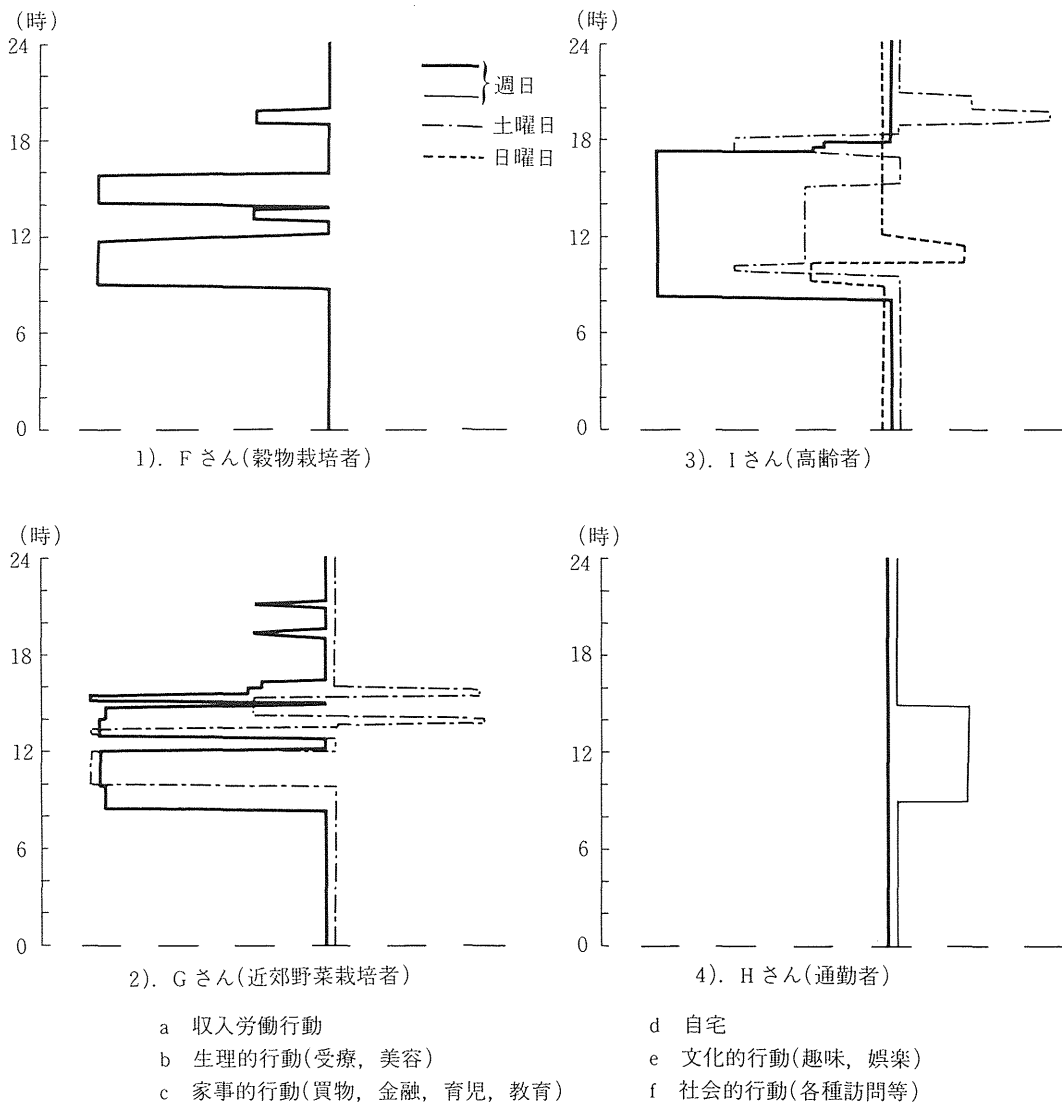 (時)
24
18
12
6
0
週日
土曜日
日曜日
1). Fさん(穀物栽培者)
(時)
24
18
12
6
0
3). Iさん(高齢者)
(時)
24
18
12
6
0
2). Gさん(近郊野菜栽培者)
(時)
24
18
12
6
0
4). Hさん(通勤者)
a 収入労働行動
b 生理的行動(受療, 美容)
c 家事的行動(買物, 金融, 育児, 教育)
d 自宅
e 文化的行動(趣味, 娯楽)
f 社会的行動(各種訪問等)